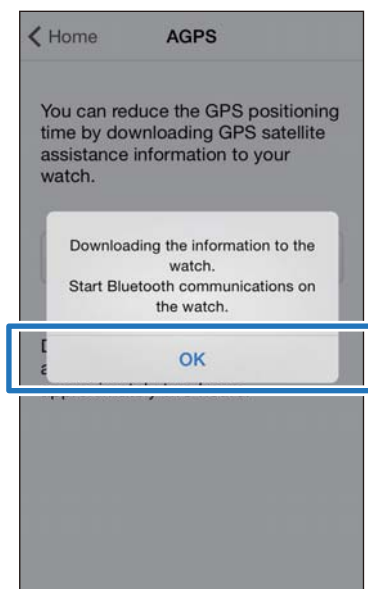 Home
AGPS
You can reduce the GPS positioning
time by downloading GPS satellite
assistance information to your
watch.
Downloading the information to the
watch.
Start Bluetooth communications on
the watch.
OK